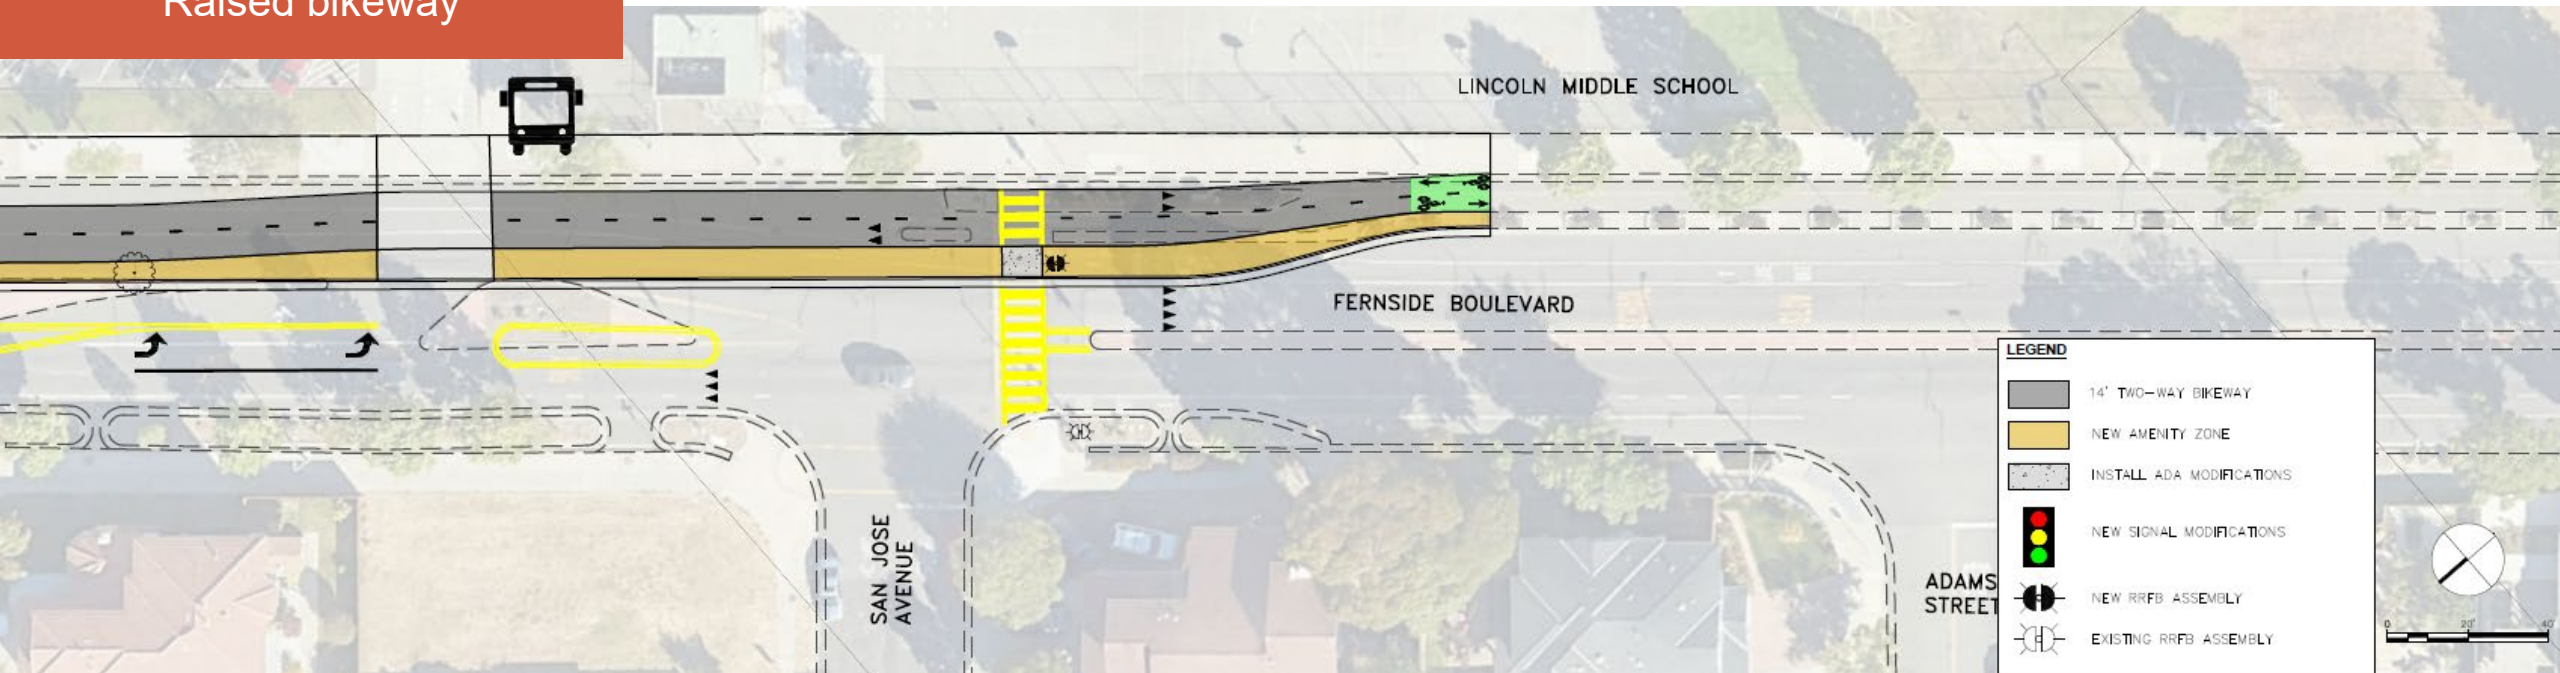 Raised bikeway
LINCOLN MIDDLE SCHOOL
FERNSIDE BOULEVARD
SAN JOSE
AVENUE
ADAMS
STREET
LEGEND
14' TWO-WAY BIKEWAY
NEW AMENITY ZONE
INSTALL ADA MODIFICATIONS
NEW SIGNAL MODIFICATIONS
NEW RRFB ASSEMBLY
EXISTING RRFB ASSEMBLY
0 20' 40'